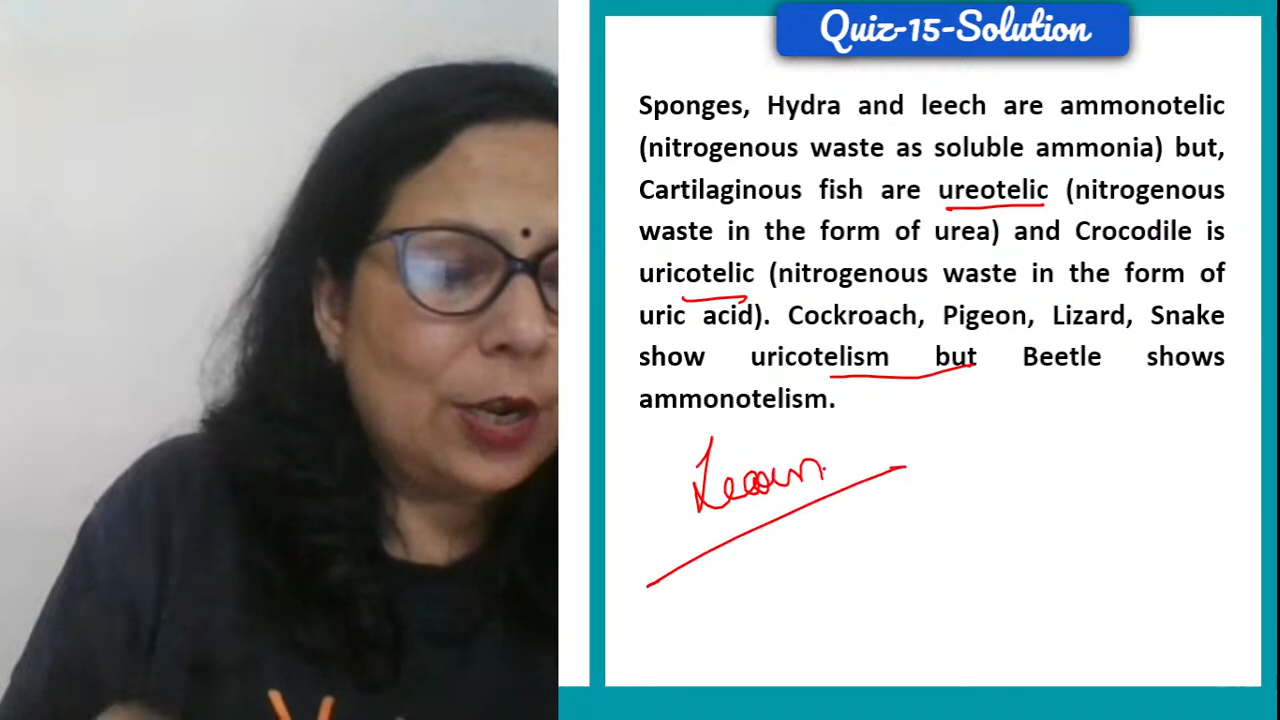 Quiz-15-Solution
Sponges, Hydra and leech are ammonotelic
(nitrogenous waste as soluble ammonia) but,
Cartilaginous fish are ureotelic (nitrogenous
waste in the form of urea) and Crocodile is
uricotelic (nitrogenous waste in the form of
uric acid). Cockroach, Pigeon, Lizard, Snake
show uricotelism but Beetle shows
ammonotelism.
Learn